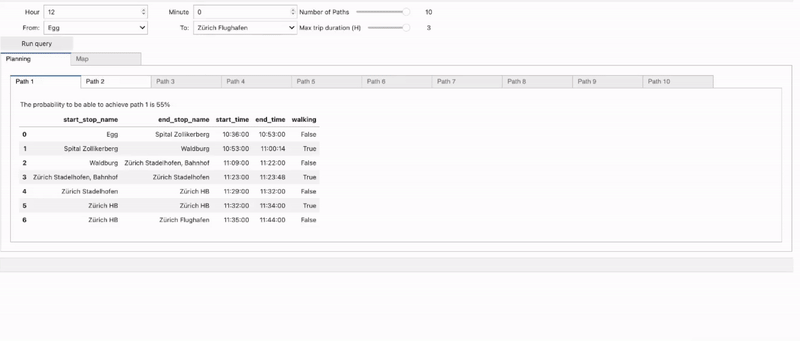 Hour 12 Minute 0 Number of Paths 10
From: Egg To: Zürich Flughafen Max trip duration (H) 3
Run query
Planning Map
Path 1 Path 2 Path 3 Path 4 Path 5 Path 6 Path 7 Path 8 Path 9 Path 10
The probability to be able to achieve path 1 is 55%
start_stop_name end_stop_name start_time end_time walking
0 Egg Spital Zollikerberg 10:36:00 10:53:00 False
1 Spital Zollikerberg Waldburg 10:53:00 11:00:14 True
2 Waldburg Zürich Stadelhofen, Bahnhof 11:09:00 11:22:00 False
3 Zürich Stadelhofen, Bahnhof Zürich Stadelhofen 11:23:00 11:23:48 True
4 Zürich Stadelhofen Zürich HB 11:29:00 11:32:00 False
5 Zürich HB Zürich HB 11:32:00 11:34:00 True
6 Zürich HB Zürich Flughafen 11:35:00 11:44:00 False